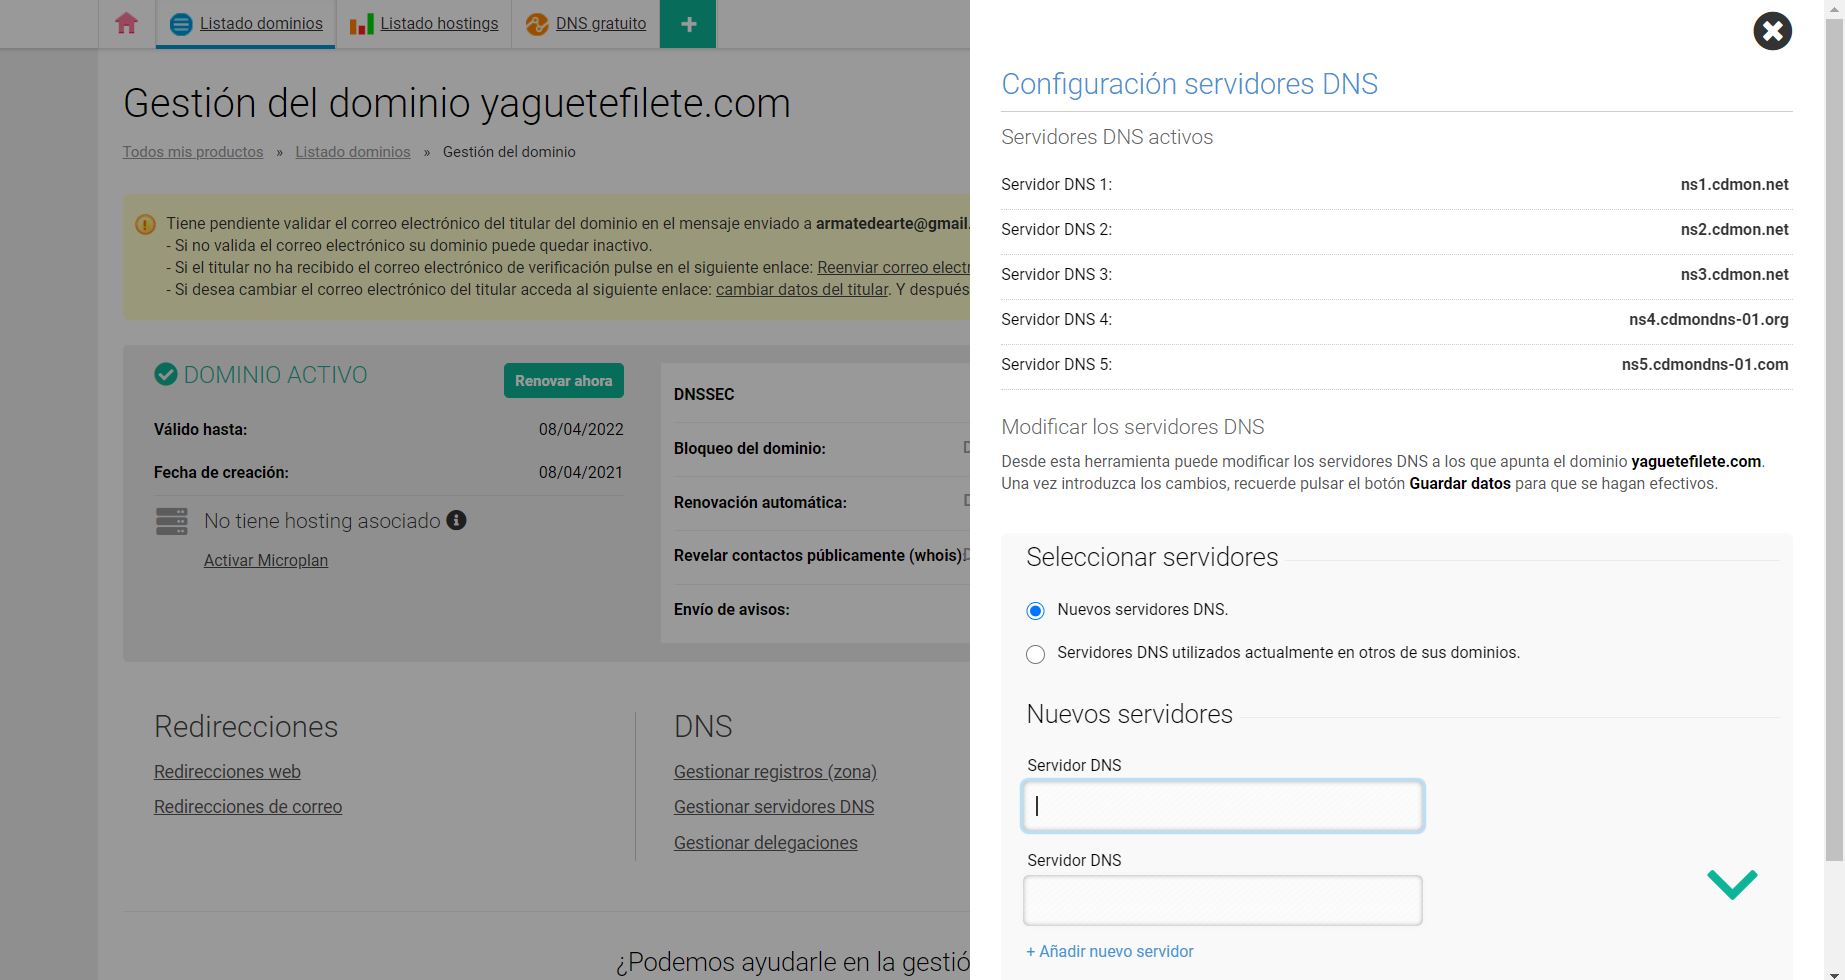 Listado dominios
Listado hostings
DNS gratuito
Gestión del dominio yaguetefilete.com
Todos mis productos » Listado dominios » Gestión del dominio
Tiene pendiente validar el correo electrónico del titular del dominio en el mensaje enviado a armatedearte@gmail.
- Si no valida el correo electrónico su dominio puede quedar inactivo.
- Si el titular no ha recibido el correo electrónico de verificación pulse en el siguiente enlace: Reenviar correo electr
- Si desea cambiar el correo electrónico del titular acceda al siguiente enlace: cambiar datos del titular. Y después
DOMINIO ACTIVO
Renovar ahora
Válido hasta: 08/04/2022
Fecha de creación: 08/04/2021
No tiene hosting asociado
Activar Microplan
DNSSEC
Bloqueo del dominio:
Renovación automática:
Revelar contactos públicamente (whois):
Envío de avisos:
Redirecciones
Redirecciones web
Redirecciones de correo
DNS
Gestionar registros (zona)
Gestionar servidores DNS
Gestionar delegaciones
¿Podemos ayudarle en la gestió
Configuración servidores DNS
Servidores DNS activos
Servidor DNS 1: ns1.cdmon.net
Servidor DNS 2: ns2.cdmon.net
Servidor DNS 3: ns3.cdmon.net
Servidor DNS 4: ns4.cdmondns-01.org
Servidor DNS 5: ns5.cdmondns-01.com
Modificar los servidores DNS
Desde esta herramienta puede modificar los servidores DNS a los que apunta el dominio yaguetefilete.com.
Una vez introduzca los cambios, recuerde pulsar el botón Guardar datos para que se hagan efectivos.
Seleccionar servidores
Nuevos servidores DNS.
Servidores DNS utilizados actualmente en otros de sus dominios.
Nuevos servidores
Servidor DNS
Servidor DNS
+ Añadir nuevo servidor